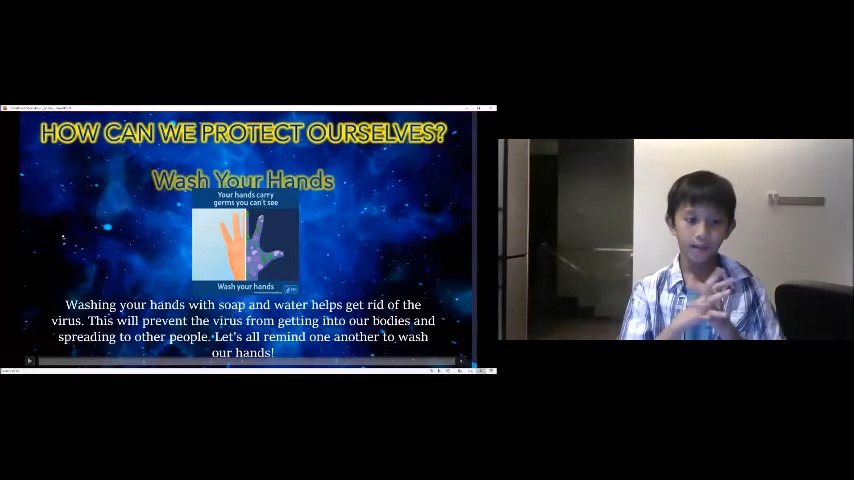 HOW CAN WE PROTECT OURSELVES?
Wash Your Hands
Your hands carry
germs you can't see
Wash your hands
Washing your hands with soap and water helps get rid of the
virus. This will prevent the virus from getting into our bodies and
spreading to other people. Let's all remind one another to wash
our hands!